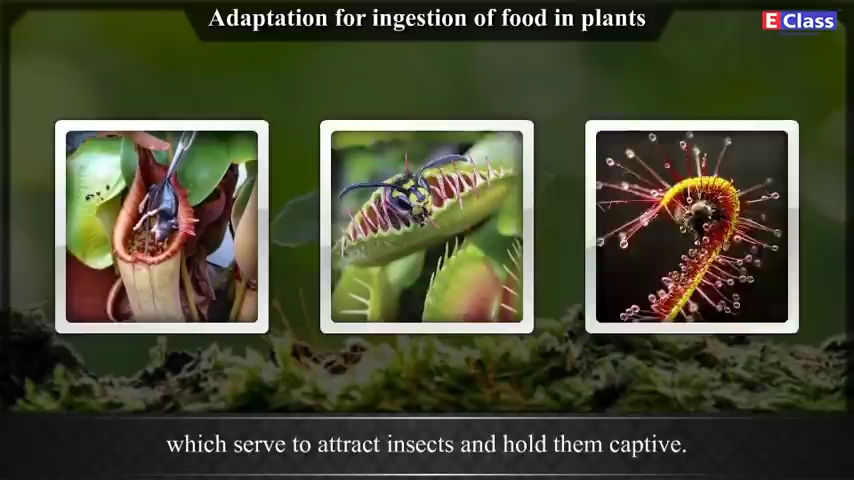 Adaptation for ingestion of food in plants
E Class
which serve to attract insects and hold them captive.